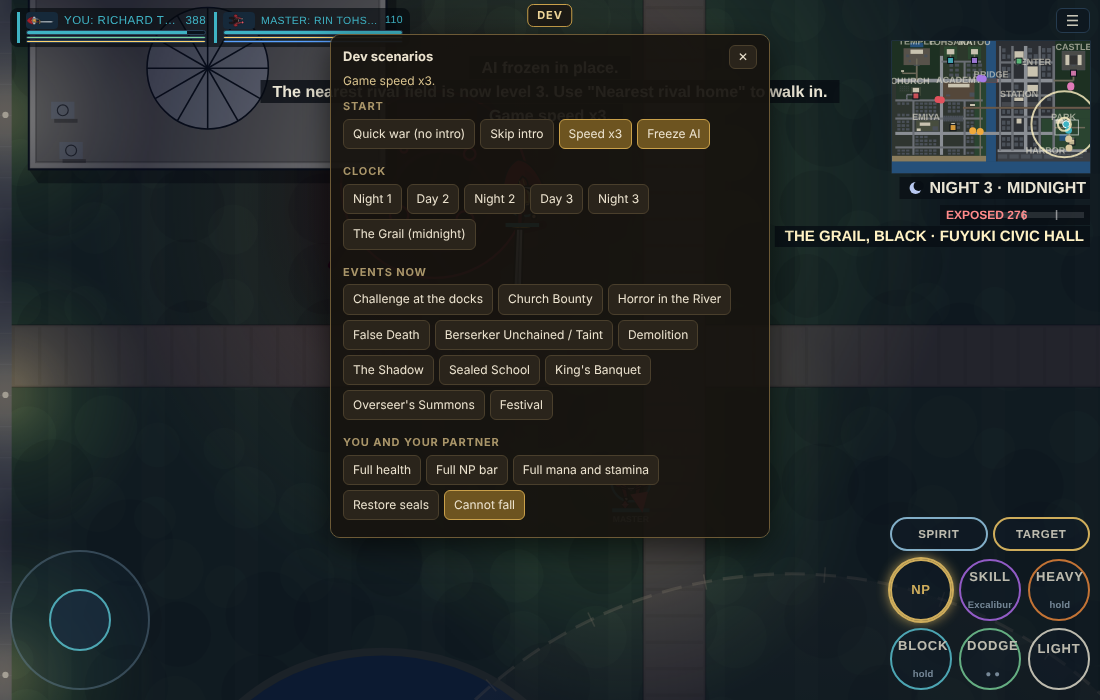 YOU: RICHARD T... 388
MASTER: RIN TOHS... 110
DEV
☰
Dev scenarios
✕
AI frozen in place.
Game speed x3.
The nearest rival field is now level 3. Use "Nearest rival home" to walk in.
Game speed x3.
START
Quick war (no intro)
Skip intro
Speed x3
Freeze AI
CLOCK
Night 1
Day 2
Night 2
Day 3
Night 3
The Grail (midnight)
EVENTS NOW
Challenge at the docks
Church Bounty
Horror in the River
False Death
Berserker Unchained / Taint
Demolition
The Shadow
Sealed School
King's Banquet
Overseer's Summons
Festival
YOU AND YOUR PARTNER
Full health
Full NP bar
Full mana and stamina
Restore seals
Cannot fall
CASTLE
CHURCH
ACADEM
BRIDGE
STATION
EMIYA
PARK
HARBOR
NIGHT 3 · MIDNIGHT
EXPOSED 276
THE GRAIL, BLACK · FUYUKI CIVIC HALL
SPIRIT
TARGET
NP
SKILL
Excalibur
HEAVY
hold
BLOCK
hold
DODGE
LIGHT